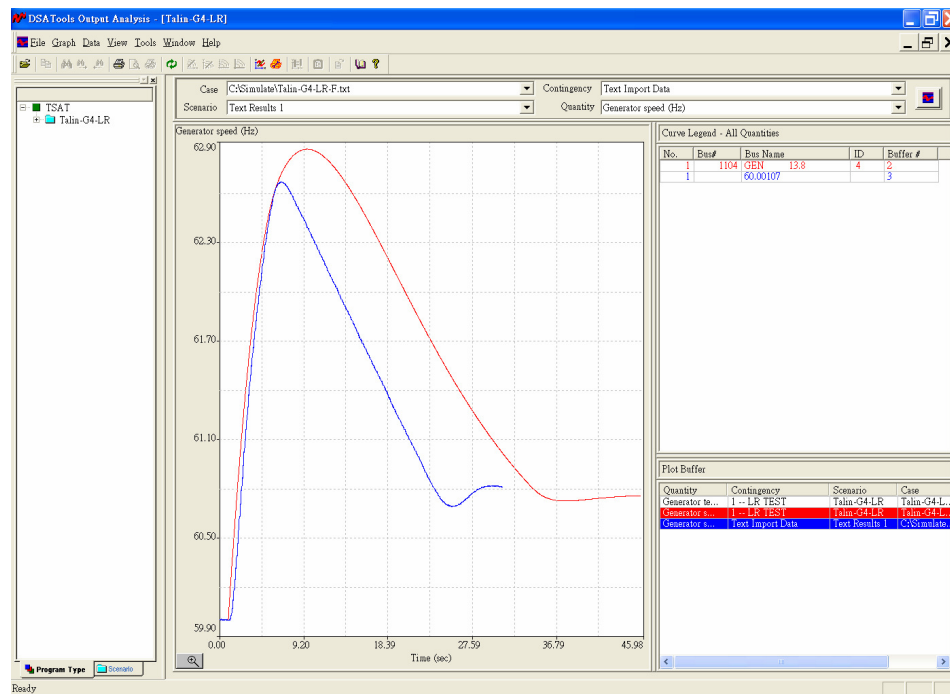 DSATools Output Analysis - [Talin-G4-LR]
File Graph Data View Tools Window Help
Case C:\Simulate\Talin-G4-LR-F.txt Contingency Text Import Data
Scenario Text Results 1 Quantity Generator speed (Hz)
TSAT
Talin-G4-LR
Generator speed (Hz)
62.90
62.30
61.70
61.10
60.50
59.90
0.00 9.20 18.39 27.59 36.79 45.98
Time (sec)
Curve Legend - All Quantities
No. Bus# Bus Name ID Buffer #
1 1104 GEN 13.8 4 2
1 60.00107 3
Plot Buffer
Quantity Contingency Scenario Case
Generator te... 1 -- LR TEST Talin-G4-LR Talin-G4-L...
Generator s... 1 -- LR TEST Talin-G4-LR Talin-G4-L...
Generator s... Text Import Data Text Results 1 C:\Simulate...
Program Type Scenario
Ready